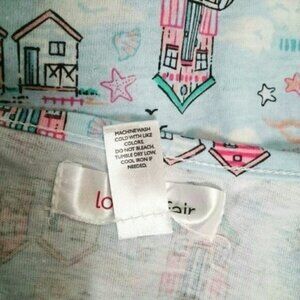 MACHINE WASH
COLD WITH LIKE
COLORS.
DO NOT BLEACH.
TUMBLE DRY LOW.
COOL IRON IF
NEEDED.
lo fair